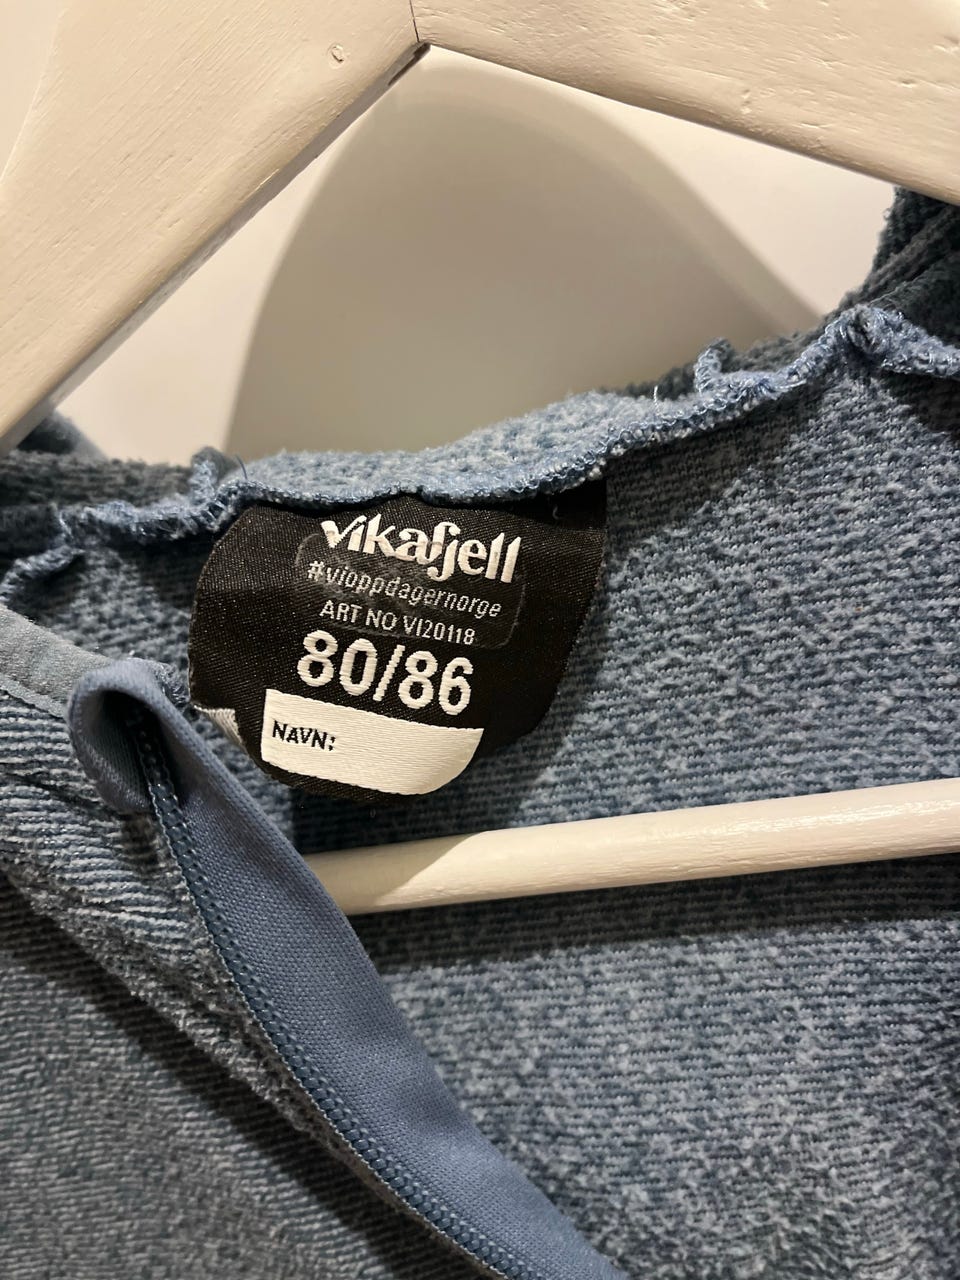 vikafjell
#vioppdagernorge
ART NO VI20118
80/86
NAVN: